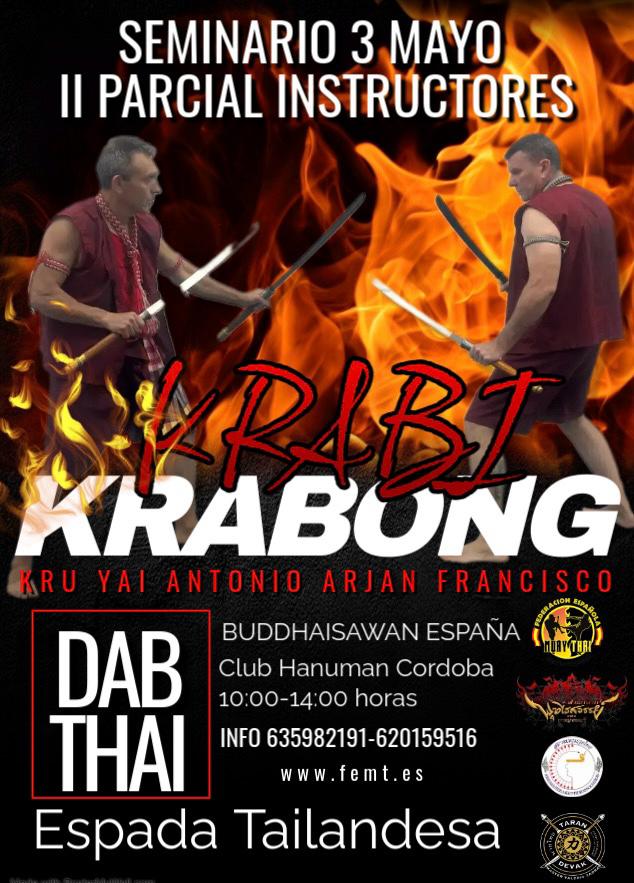 SEMINARIO 3 MAYO
II PARCIAL INSTRUCTORES
KRABI
KRABONG
KRU YAI ANTONIO ARJAN FRANCISCO
DAB
THAI
BUDDHAISAWAN ESPAÑA
Club Hanuman Cordoba
10:00-14:00 horas
INFO 635982191-620159516
www.femt.es
Espada Tailandesa
FEDERACION ESPAÑOLA
MUAY THAI
TARAN
DEVAK